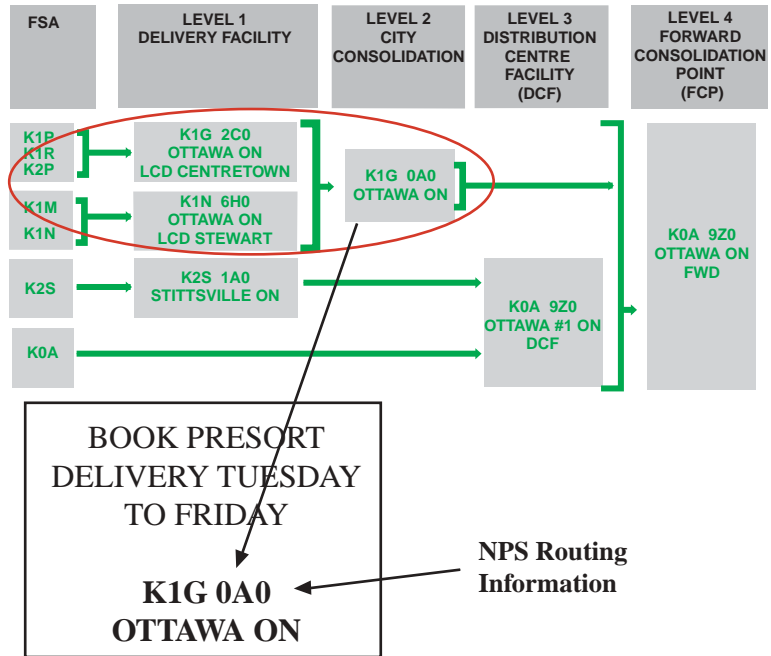 FSA
LEVEL 1
DELIVERY FACILITY
LEVEL 2
CITY
CONSOLIDATION
LEVEL 3
DISTRIBUTION
CENTRE
FACILITY
(DCF)
LEVEL 4
FORWARD
CONSOLIDATION
POINT
(FCP)
K1P
K1R
K2P
K1G 2C0
OTTAWA ON
LCD CENTRETOWN
K1M
K1N
K1N 6H0
OTTAWA ON
LCD STEWART
K1G 0A0
OTTAWA ON
K2S
K2S 1A0
STITTSVILLE ON
K0A
K0A 9Z0
OTTAWA #1 ON
DCF
K0A 9Z0
OTTAWA ON
FWD
BOOK PRESORT
DELIVERY TUESDAY
TO FRIDAY
K1G 0A0
OTTAWA ON
NPS Routing
Information